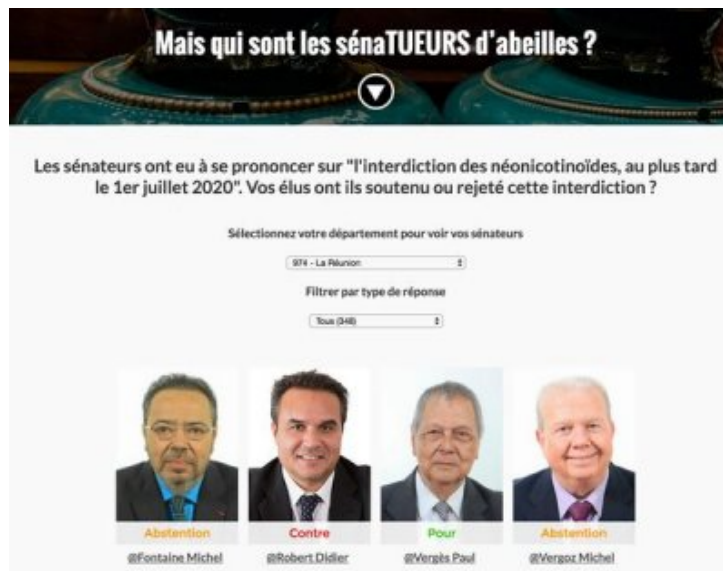 Mais qui sont les sénaTUEURS d'abeilles ?
Les sénateurs ont eu à se prononcer sur "l'interdiction des néonicotinoïdes, au plus tard
le 1er juillet 2020". Vos élus ont ils soutenu ou rejeté cette interdiction ?
Sélectionnez votre département pour voir vos sénateurs
974 - La Réunion
Filtrer par type de réponse
Tous (348)
Abstention Contre Pour Abstention
@Fontaine Michel @Robert Didier @Vergès Paul @Vergoz Michel